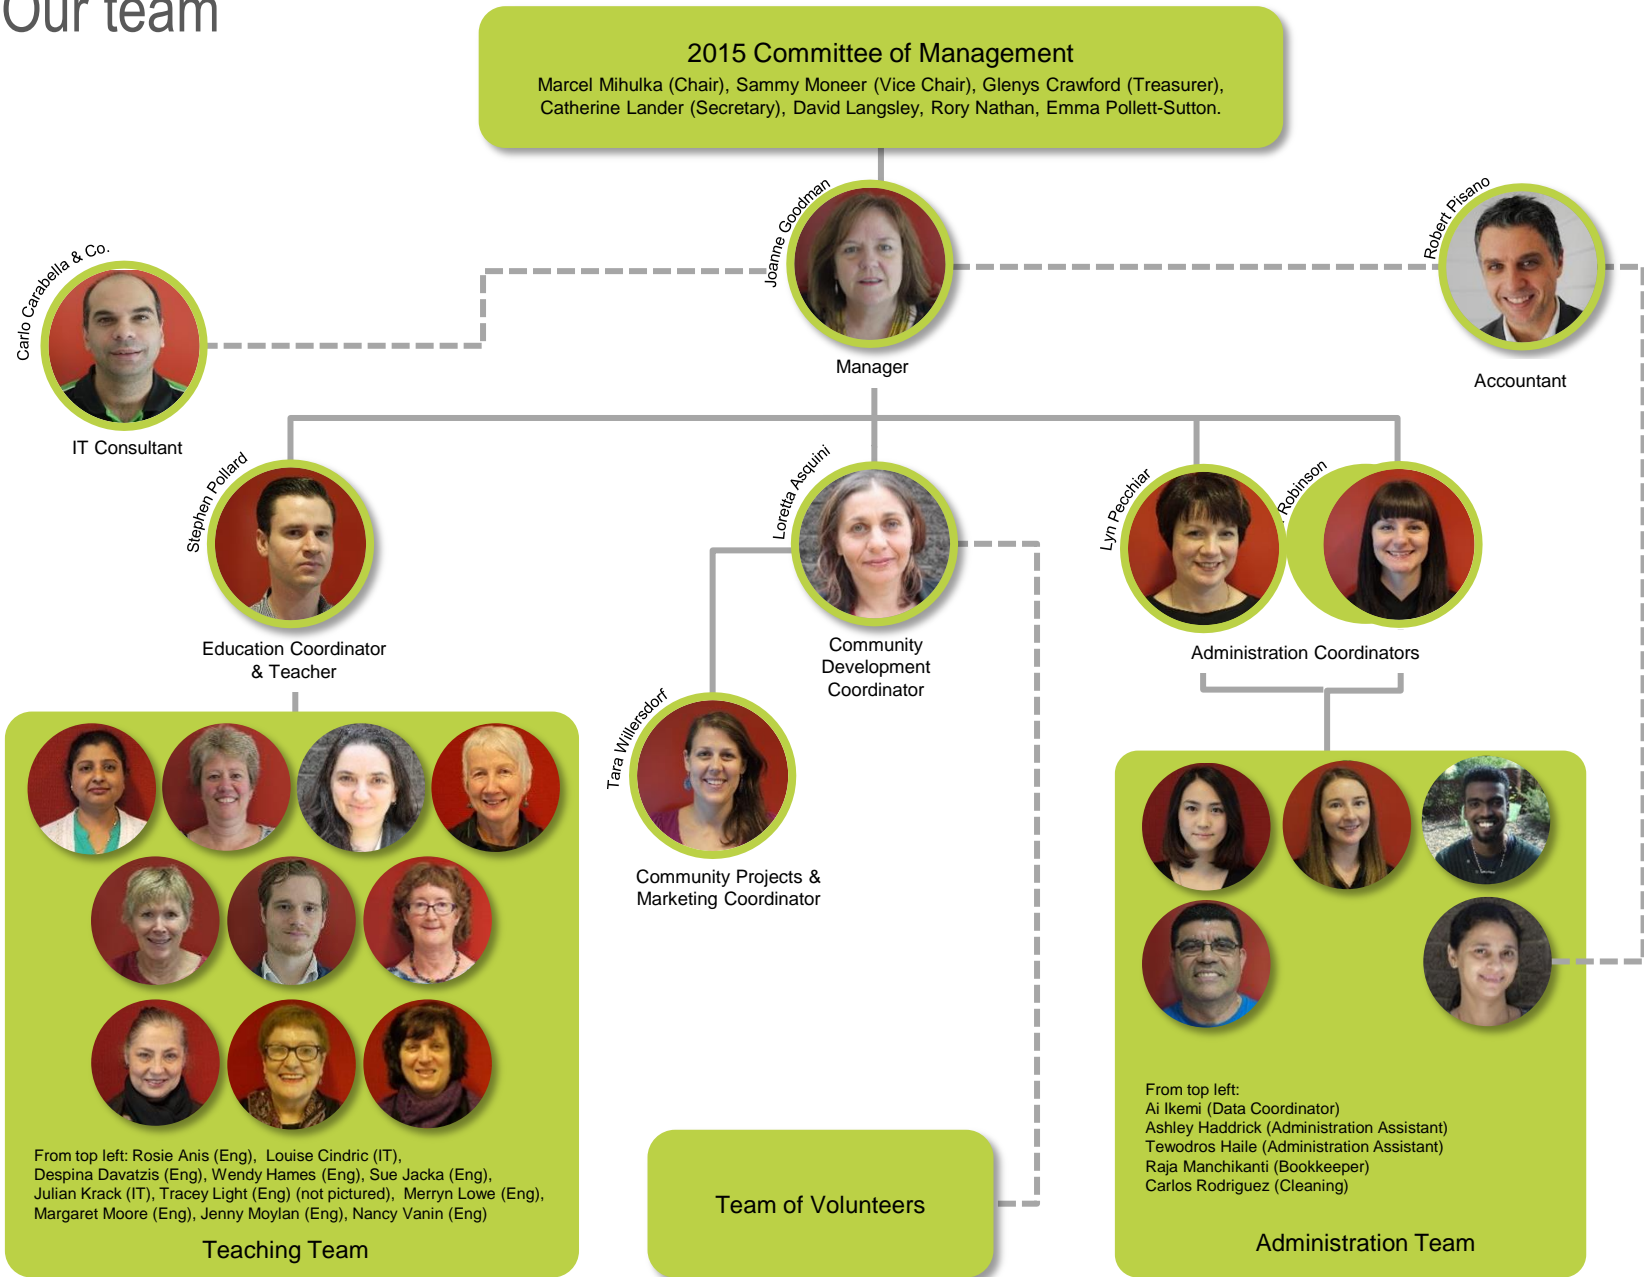 Our team
2015 Committee of Management
Marcel Mihulka (Chair), Sammy Moneer (Vice Chair), Glenys Crawford (Treasurer),
Catherine Lander (Secretary), David Langsley, Rory Nathan, Emma Pollett-Sutton.
Joanne Goodman
Manager
Robert Pisano
Accountant
Carlo Carabella & Co.
IT Consultant
Stephen Pollard
Education Coordinator
& Teacher
Loretta Asquini
Community
Development
Coordinator
Lyn Pecchiar
Robinson
Administration Coordinators
Tara Willersdorf
Community Projects &
Marketing Coordinator
From top left: Rosie Anis (Eng), Louise Cindric (IT),
Despina Davatzis (Eng), Wendy Hames (Eng), Sue Jacka (Eng),
Julian Krack (IT), Tracey Light (Eng) (not pictured), Merryn Lowe (Eng),
Margaret Moore (Eng), Jenny Moylan (Eng), Nancy Vanin (Eng)
Teaching Team
Team of Volunteers
From top left:
Ai Ikemi (Data Coordinator)
Ashley Haddrick (Administration Assistant)
Tewodros Haile (Administration Assistant)
Raja Manchikanti (Bookkeeper)
Carlos Rodriguez (Cleaning)
Administration Team